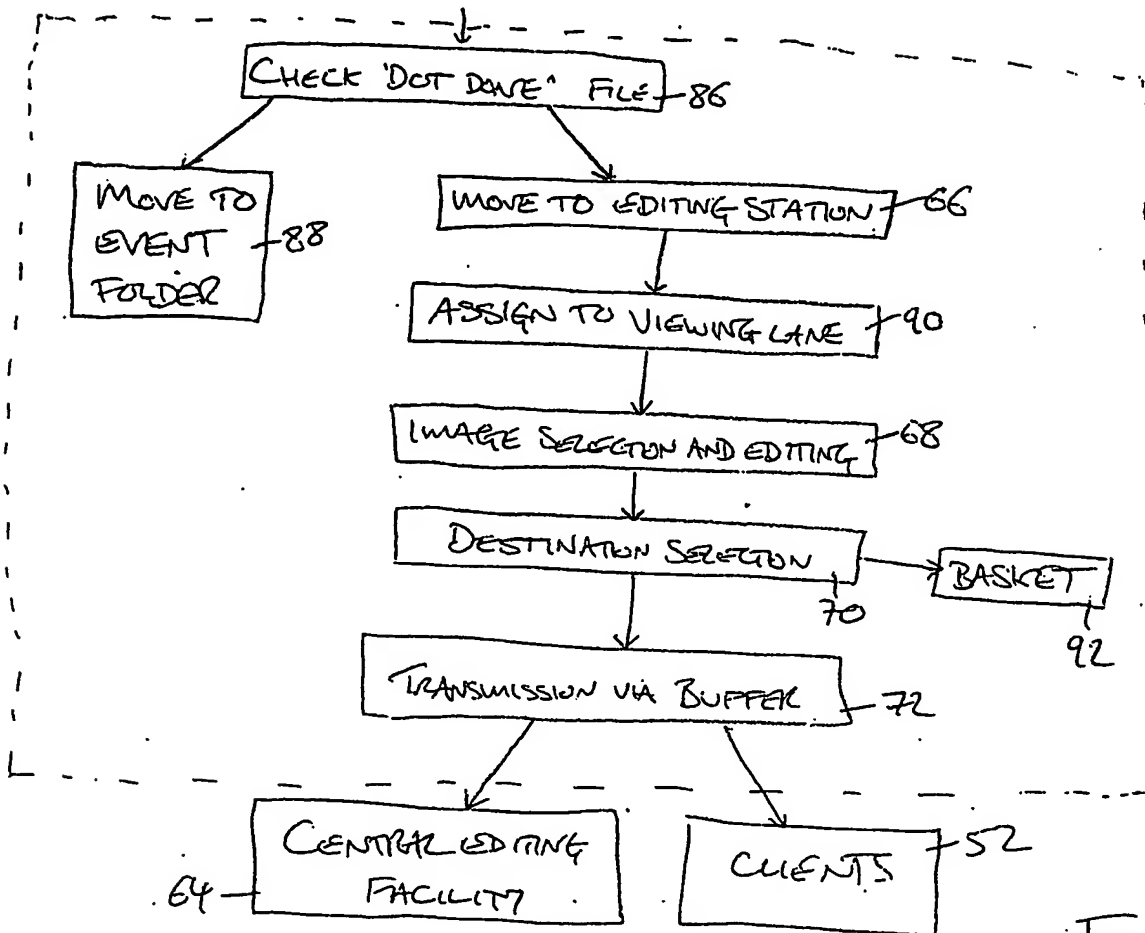 CHECK 'DOT DONE" FILE 86
MOVE TO
EVENT
FOLDER
88
MOVE TO EDITING STATION 66
ASSIGN TO VIEWING LANE 90
IMAGE SELECTION AND EDITING 68
DESTINATION SELECTION
70
BASKET
92
TRANSMISSION VIA BUFFER 72
CENTRAL EDITING
FACILITY
64
CLIENTS
52